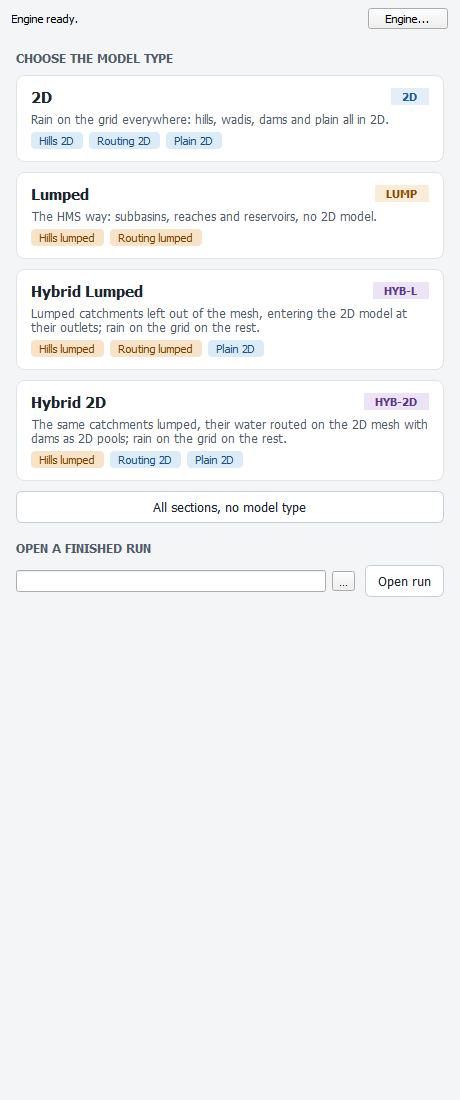 Engine ready.
Engine...
CHOOSE THE MODEL TYPE
2D
2D
Rain on the grid everywhere: hills, wadis, dams and plain all in 2D.
Hills 2D Routing 2D Plain 2D
Lumped
LUMP
The HMS way: subbasins, reaches and reservoirs, no 2D model.
Hills lumped Routing lumped
Hybrid Lumped
HYB-L
Lumped catchments left out of the mesh, entering the 2D model at
their outlets; rain on the grid on the rest.
Hills lumped Routing lumped Plain 2D
Hybrid 2D
HYB-2D
The same catchments lumped, their water routed on the 2D mesh with
dams as 2D pools; rain on the grid on the rest.
Hills lumped Routing 2D Plain 2D
All sections, no model type
OPEN A FINISHED RUN
... Open run